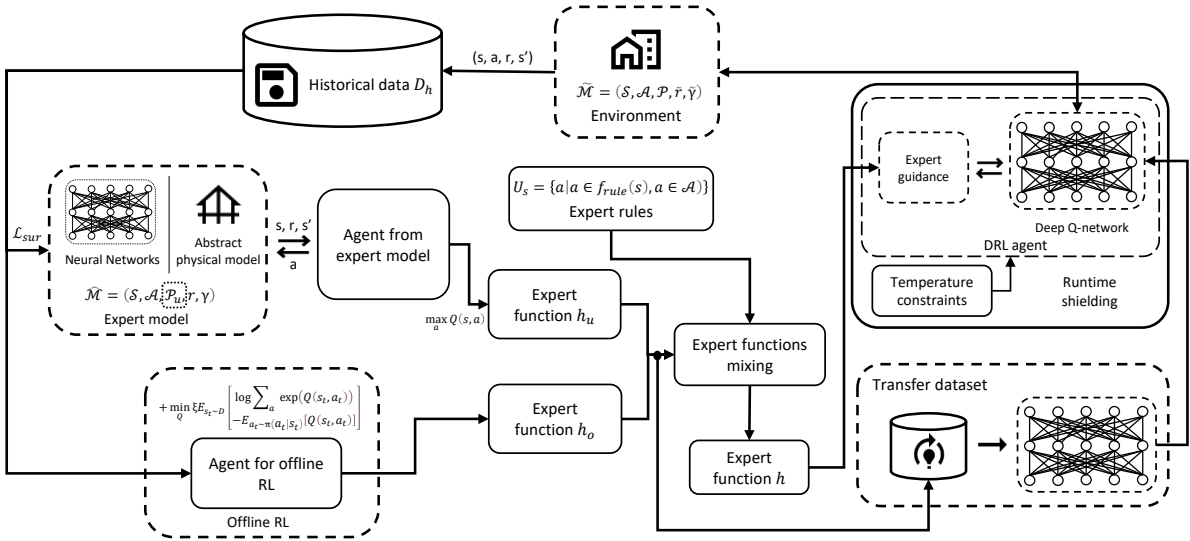 (s, a, r, s’)
Historical data D_h
ℳ̃ = (𝒮, 𝒜, 𝒫, r̃, γ̃)
Environment
Expert
guidance
Deep Q-network
DRL agent
Temperature
constraints
Runtime
shielding
U_s = {a|a ∈ f_rule(s), a ∈ 𝒜)}
Expert rules
ℒ_sur
Neural Networks
Abstract
physical model
ℳ̂ = (𝒮, 𝒜, 𝒫_u, r, γ)
Expert model
s, r, s’
a
Agent from
expert model
max_a Q(s, a)
Expert
function h_u
Expert functions
mixing
Expert
function h_o
Expert
function h
Transfer dataset
+ min_Q ξE_{s_t~D} [log ∑_a exp(Q(s_t, a_t))
−E_{a_t~π(a_t|s_t)}[Q(s_t, a_t)]]
Agent for offline
RL
Offline RL